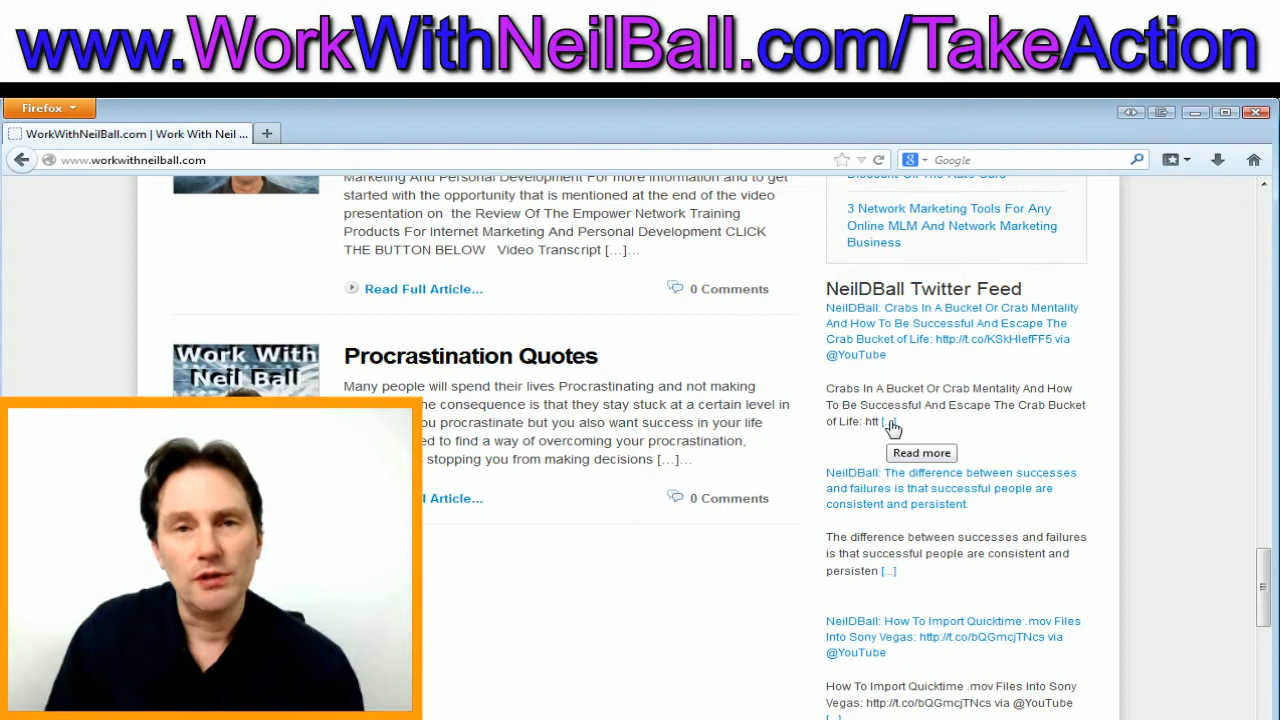 www.WorkWithNeilBall.com/TakeAction
Firefox
WorkWithNeilBall.com | Work With Neil ...
www.workwithneilball.com
Google
Marketing And Personal Development For more information and to get
started with the opportunity that is mentioned at the end of the video
presentation on the Review Of The Empower Network Training
Products For Internet Marketing And Personal Development CLICK
THE BUTTON BELOW Video Transcript [...]...
Read Full Article...
0 Comments
Work With
Neil Ball
Procrastination Quotes
Many people will spend their lives Procrastinating and not making
the consequence is that they stay stuck at a certain level in
you procrastinate but you also want success in your life
ed to find a way of overcoming your procrastination,
stopping you from making decisions [...]...
Article...
0 Comments
Discount Off The Rate Card
3 Network Marketing Tools For Any
Online MLM And Network Marketing
Business
NeilDBall Twitter Feed
NeilDBall: Crabs In A Bucket Or Crab Mentality
And How To Be Successful And Escape The
Crab Bucket of Life: http://t.co/KSkHIefFF5 via
@YouTube
Crabs In A Bucket Or Crab Mentality And How
To Be Successful And Escape The Crab Bucket
of Life: htt [...]
Read more
NeilDBall: The difference between successes
and failures is that successful people are
consistent and persistent.
The difference between successes and failures
is that successful people are consistent and
persisten [...]
NeilDBall: How To Import Quicktime .mov Files
Into Sony Vegas: http://t.co/bQGmcjTNcs via
@YouTube
How To Import Quicktime .mov Files Into Sony
Vegas: http://t.co/bQGmcjTNcs via @YouTube
[...]